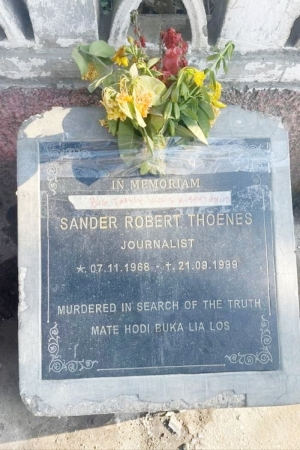 IN MEMORIAM
SANDER ROBERT THOENES
JOURNALIST
*. 07.11.1968 - †. 21.09.1999
MURDERED IN SEARCH OF THE TRUTH
MATE HODI BUKA LIA LOS